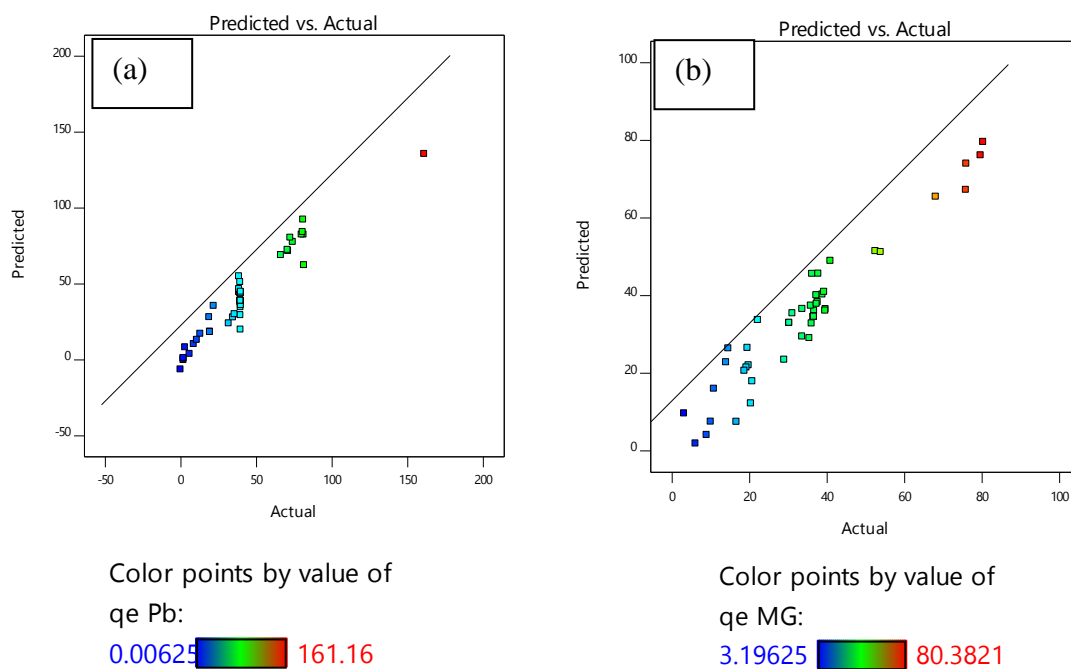 Predicted vs. Actual
(a)
200
150
100
50
0
-50
Predicted
-50 0 50 100 150 200
Actual
Color points by value of
qe Pb:
0.00625 161.16
Predicted vs. Actual
(b)
100
80
60
40
20
0
Predicted
0 20 40 60 80 100
Actual
Color points by value of
qe MG:
3.19625 80.3821